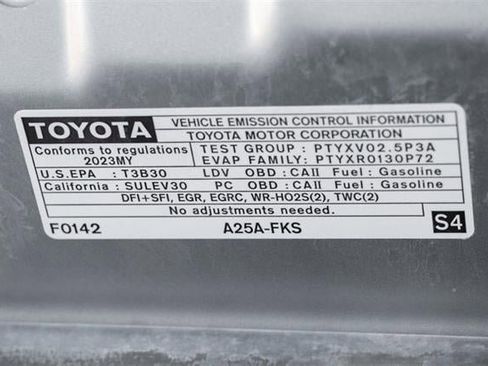 TOYOTA VEHICLE EMISSION CONTROL INFORMATION
TOYOTA MOTOR CORPORATION
Conforms to regulations TEST GROUP : PTYXV02.5P3A
2023MY EVAP FAMILY: PTYXR0130P72
U.S.EPA : T3B30 LDV OBD : CAII Fuel : Gasoline
California : SULEV30 PC OBD : CAII Fuel : Gasoline
DFI+SFI, EGR, EGRC, WR-HO2S(2), TWC(2)
No adjustments needed.
F0142 A25A-FKS S4